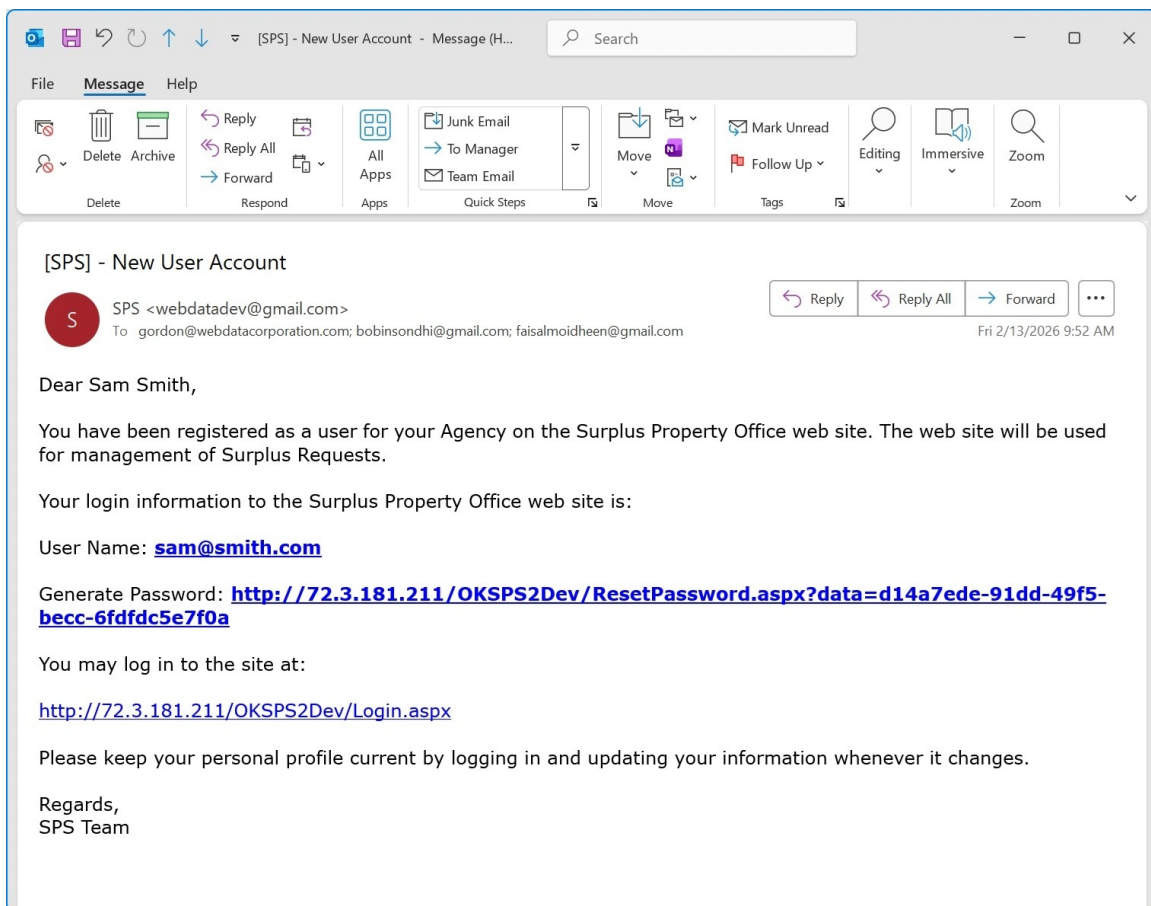 [SPS] - New User Account - Message (H...
Search
File Message Help
Delete Archive
Reply
Reply All
Forward
All Apps
Junk Email
To Manager
Team Email
Move
Mark Unread
Follow Up
Editing
Immersive
Zoom
Delete Respond Apps Quick Steps Move Tags Zoom
[SPS] - New User Account
S
SPS <webdatadev@gmail.com>
To gordon@webdatacorporation.com; bobinsondhi@gmail.com; faisalmoidheen@gmail.com
Reply Reply All Forward
Fri 2/13/2026 9:52 AM
Dear Sam Smith,
You have been registered as a user for your Agency on the Surplus Property Office web site. The web site will be used
for management of Surplus Requests.
Your login information to the Surplus Property Office web site is:
User Name: sam@smith.com
Generate Password: http://72.3.181.211/OKSPS2Dev/ResetPassword.aspx?data=d14a7ede-91dd-49f5-
becc-6fdfdc5e7f0a
You may log in to the site at:
http://72.3.181.211/OKSPS2Dev/Login.aspx
Please keep your personal profile current by logging in and updating your information whenever it changes.
Regards,
SPS Team